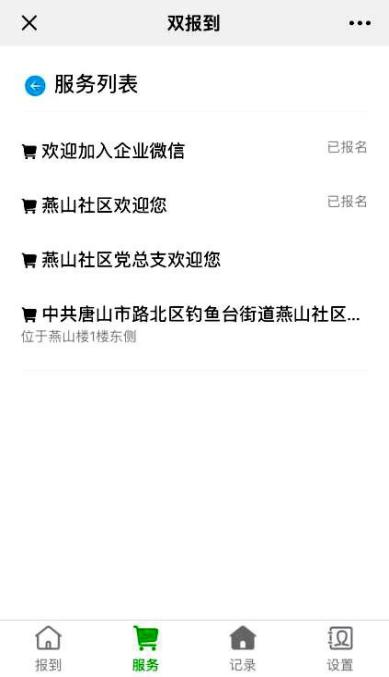 双报到
服务列表
欢迎加入企业微信 已报名
燕山社区欢迎您 已报名
燕山社区党总支欢迎您
中共唐山市路北区钓鱼台街道燕山社区...
位于燕山楼1楼东侧
报到 服务 记录 设置